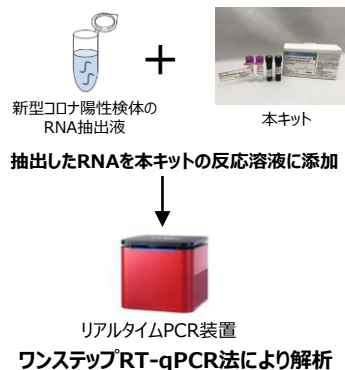 新型コロナ陽性検体の
RNA抽出液
本キット
抽出したRNAを本キットの反応溶液に添加
リアルタイムPCR装置
ワンステップRT-qPCR法により解析